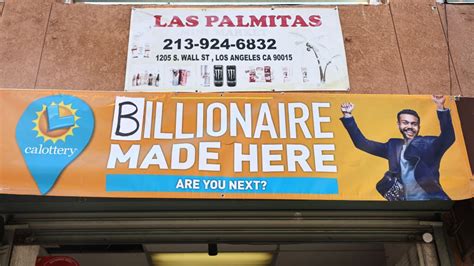 LAS PALMITAS
213-924-6832
1205 S. WALL ST, LOS ANGELES CA 90015
calottery
BILLIONAIRE
MADE HERE
ARE YOU NEXT?